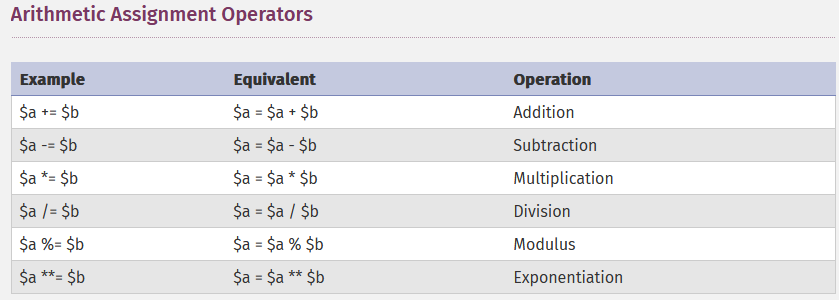 Arithmetic Assignment Operators
Example Equivalent Operation
$a += $b $a = $a + $b Addition
$a -= $b $a = $a - $b Subtraction
$a *= $b $a = $a * $b Multiplication
$a /= $b $a = $a / $b Division
$a %= $b $a = $a % $b Modulus
$a **= $b $a = $a ** $b Exponentiation